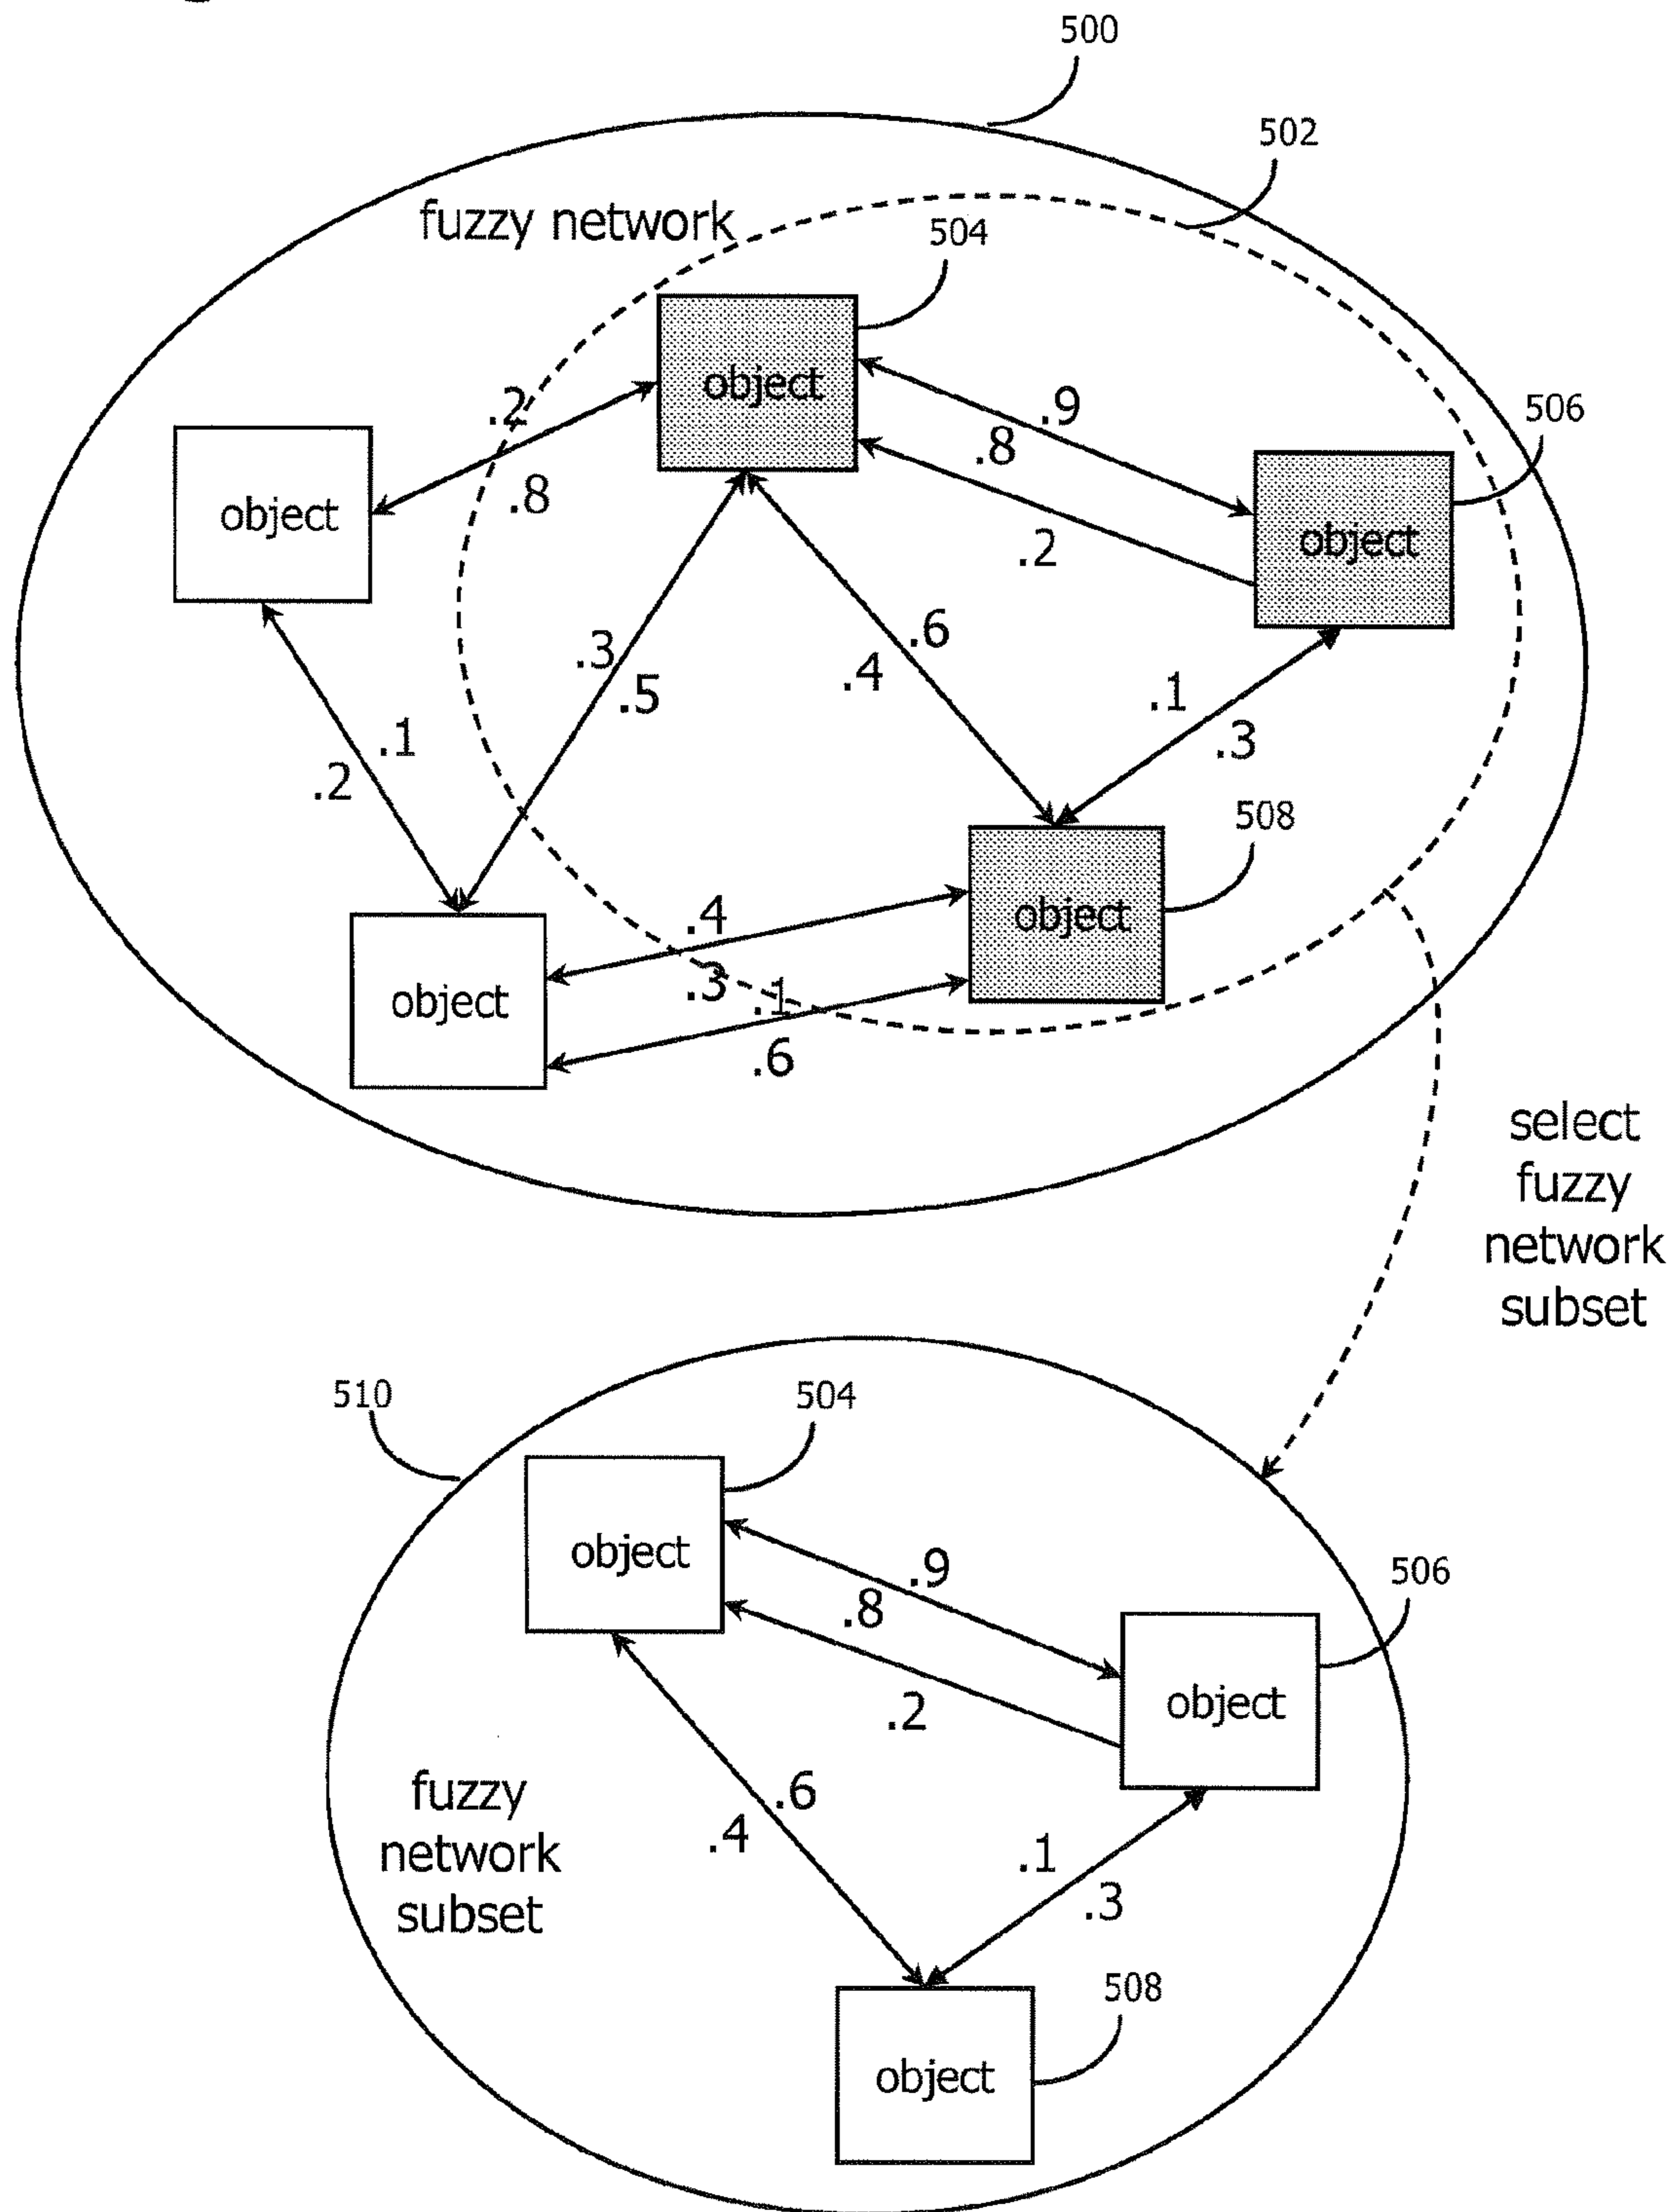 500
502
fuzzy network
504
object
.2
.9
506
.8
object
.8
object
.2
.6
.3
.4
.5
.1
.1
.3
.2
508
.4
object
.3
object
.1
.6
select
fuzzy
network
subset
510
504
object
.9
506
.8
object
.2
fuzzy
network
subset
.6
.4
.1
.3
508
object